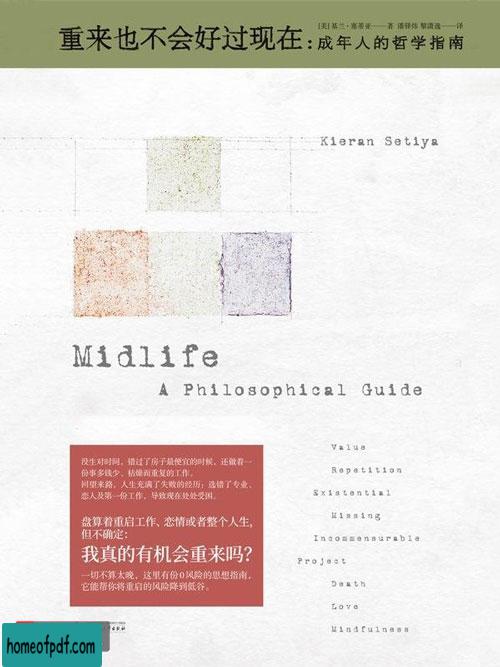 重来也不会好过现在:成年人的哲学指南
[美]基兰·塞蒂亚——著 潘驿炜 黎潇逸——译
Kieran Setiya
Midlife
A Philosophical Guide
没生对时间,错过了房子最便宜的时候,还做着一
份事多钱少、枯燥而重复的工作。
回望来路,人生充满了失败的经历:选错了专业、
恋人及第一份工作,导致现在处处受困。
盘算着重启工作、恋情或者整个人生,
但不确定:
我真的有机会重来吗?
一切不算太晚,这里有份0风险的思想指南,
它能帮你将重启的风险降到低谷。
Value
Repetition
Existential
Missing
Incommensurable
Project
Death
Love
Mindfulness
homeofpdf.com